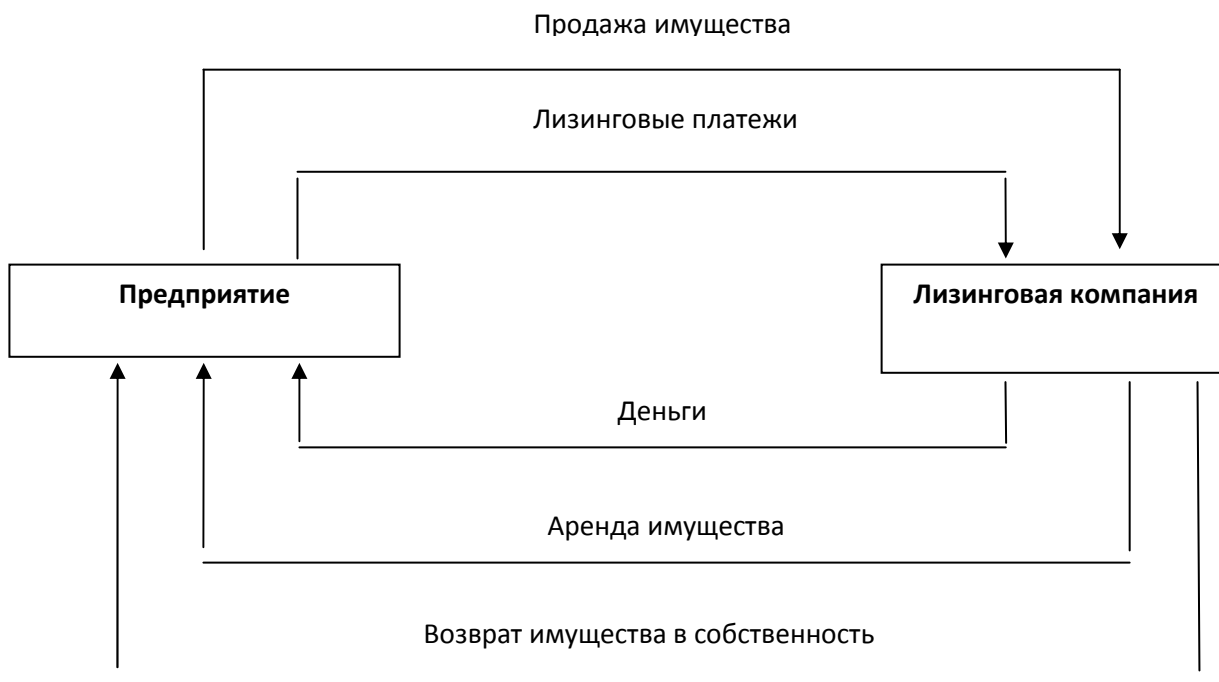 Продажа имущества
Лизинговые платежи
Предприятие
Лизинговая компания
Деньги
Аренда имущества
Возврат имущества в собственность